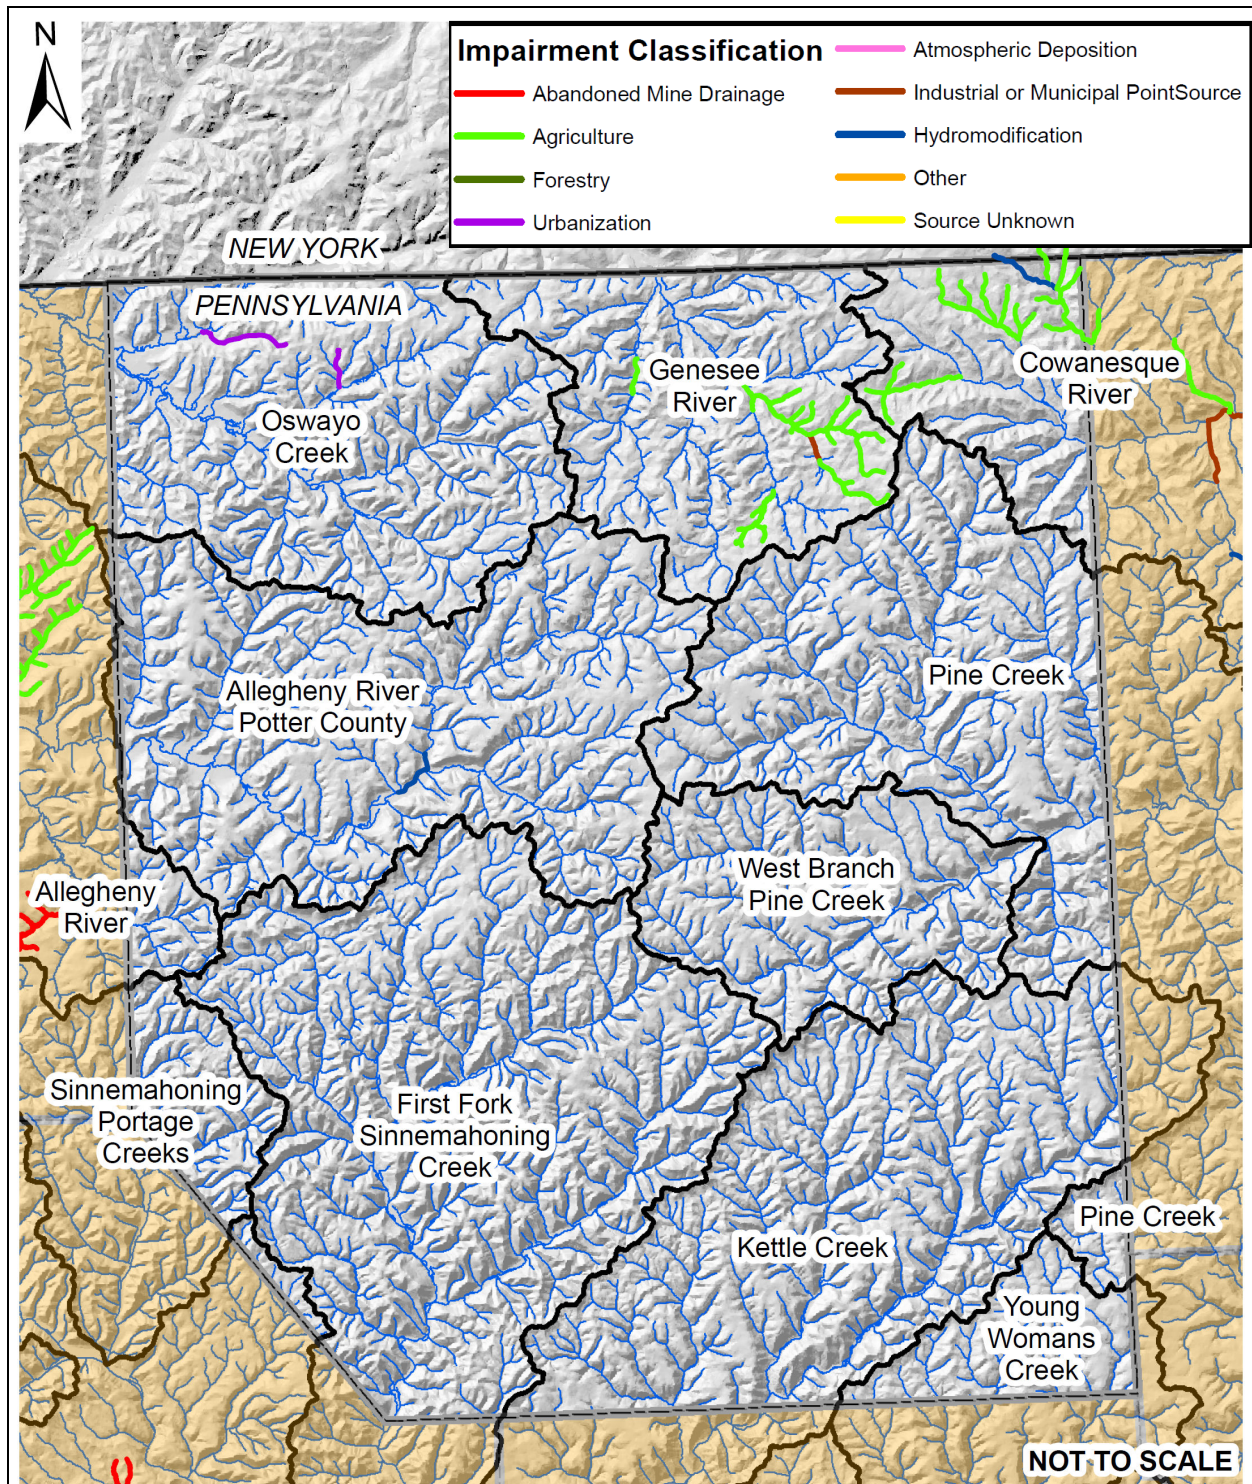 N
Impairment Classification
Abandoned Mine Drainage
Agriculture
Forestry
Urbanization
Atmospheric Deposition
Industrial or Municipal PointSource
Hydromodification
Other
Source Unknown
NEW YORK
PENNSYLVANIA
Oswayo
Creek
Genesee
River
Cowanesque
River
Allegheny River
Potter County
Pine Creek
West Branch
Pine Creek
Allegheny
River
Sinnemahoning
Portage
Creeks
First Fork
Sinnemahoning
Creek
Kettle Creek
Pine Creek
Young
Womans
Creek
NOT TO SCALE